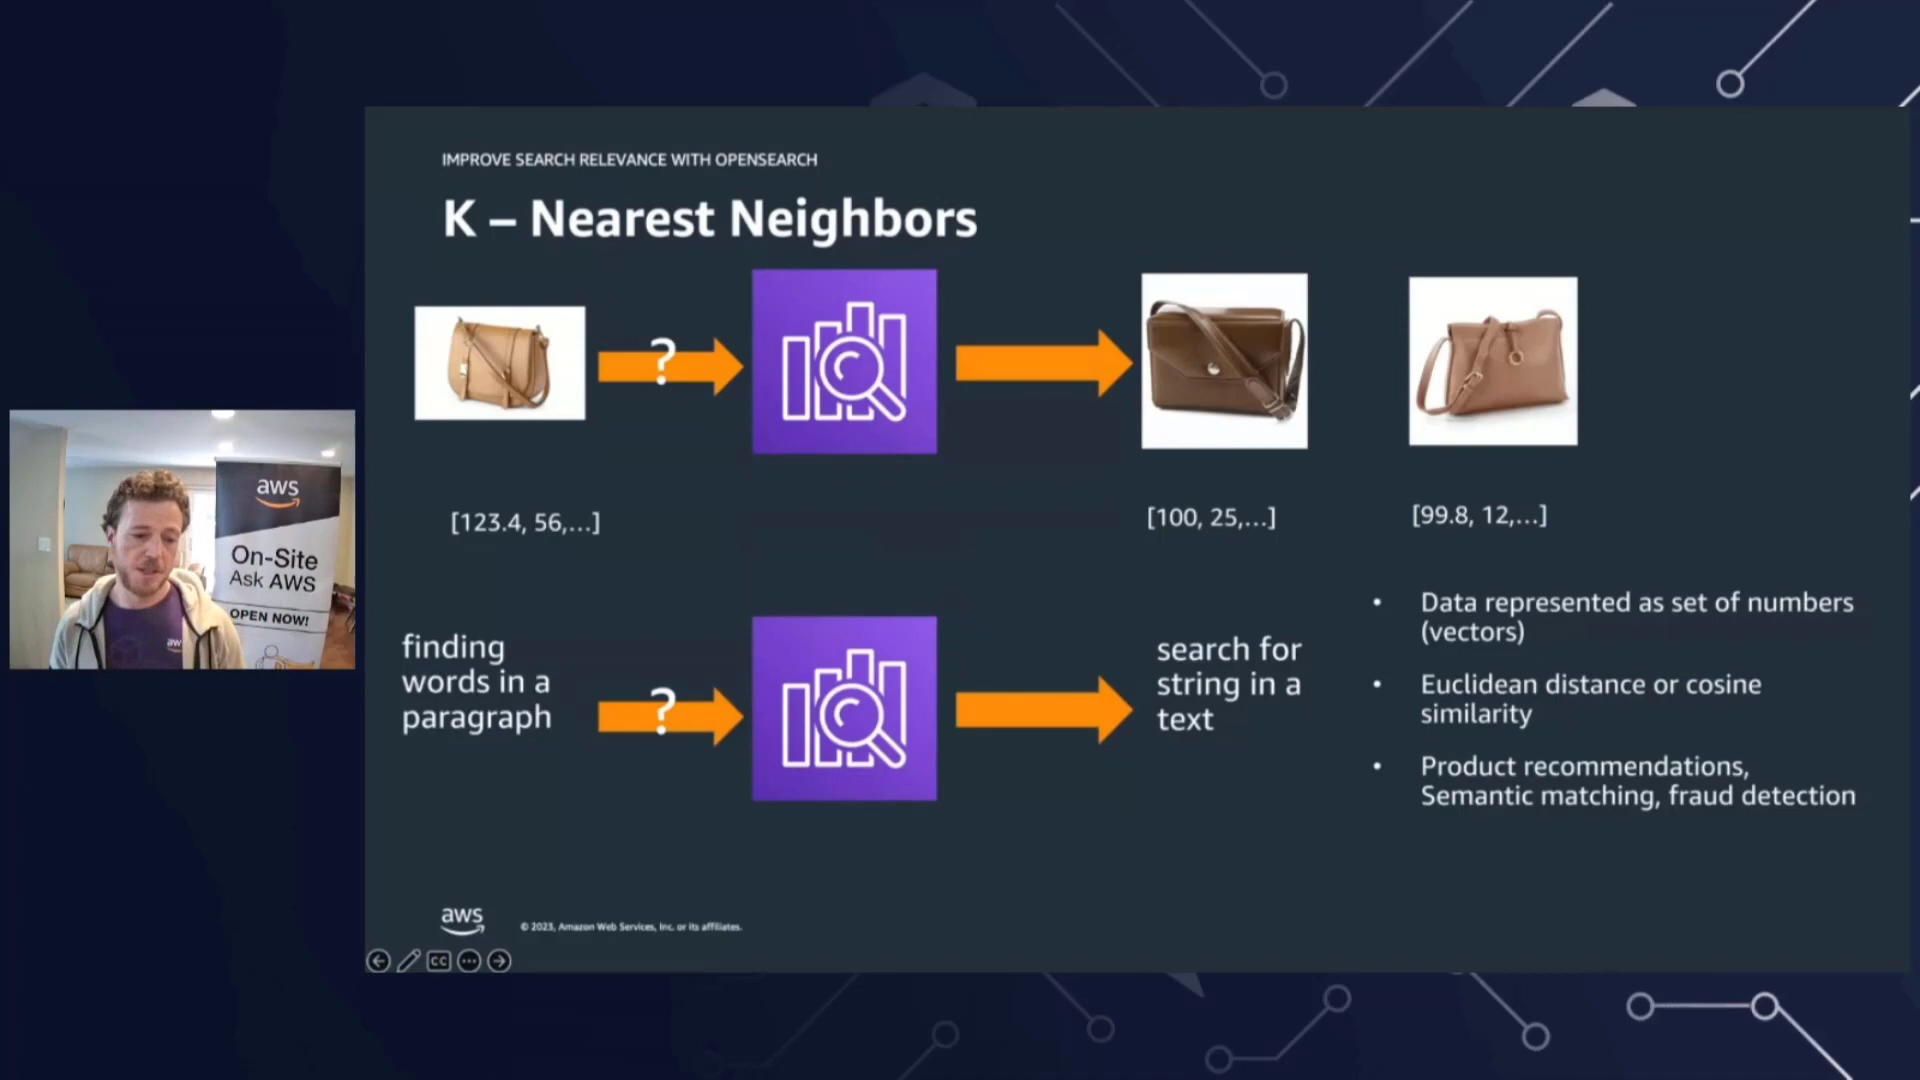 IMPROVE SEARCH RELEVANCE WITH OPENSEARCH
K – Nearest Neighbors
?
[123.4, 56,...]
[100, 25,...]
[99.8, 12,...]
finding
words in a
paragraph
?
search for
string in a
text
• Data represented as set of numbers
(vectors)
• Euclidean distance or cosine
similarity
• Product recommendations,
Semantic matching, fraud detection
aws
© 2023, Amazon Web Services, Inc. or its affiliates.
CC
aws
On-Site
Ask AWS
OPEN NOW!
aws